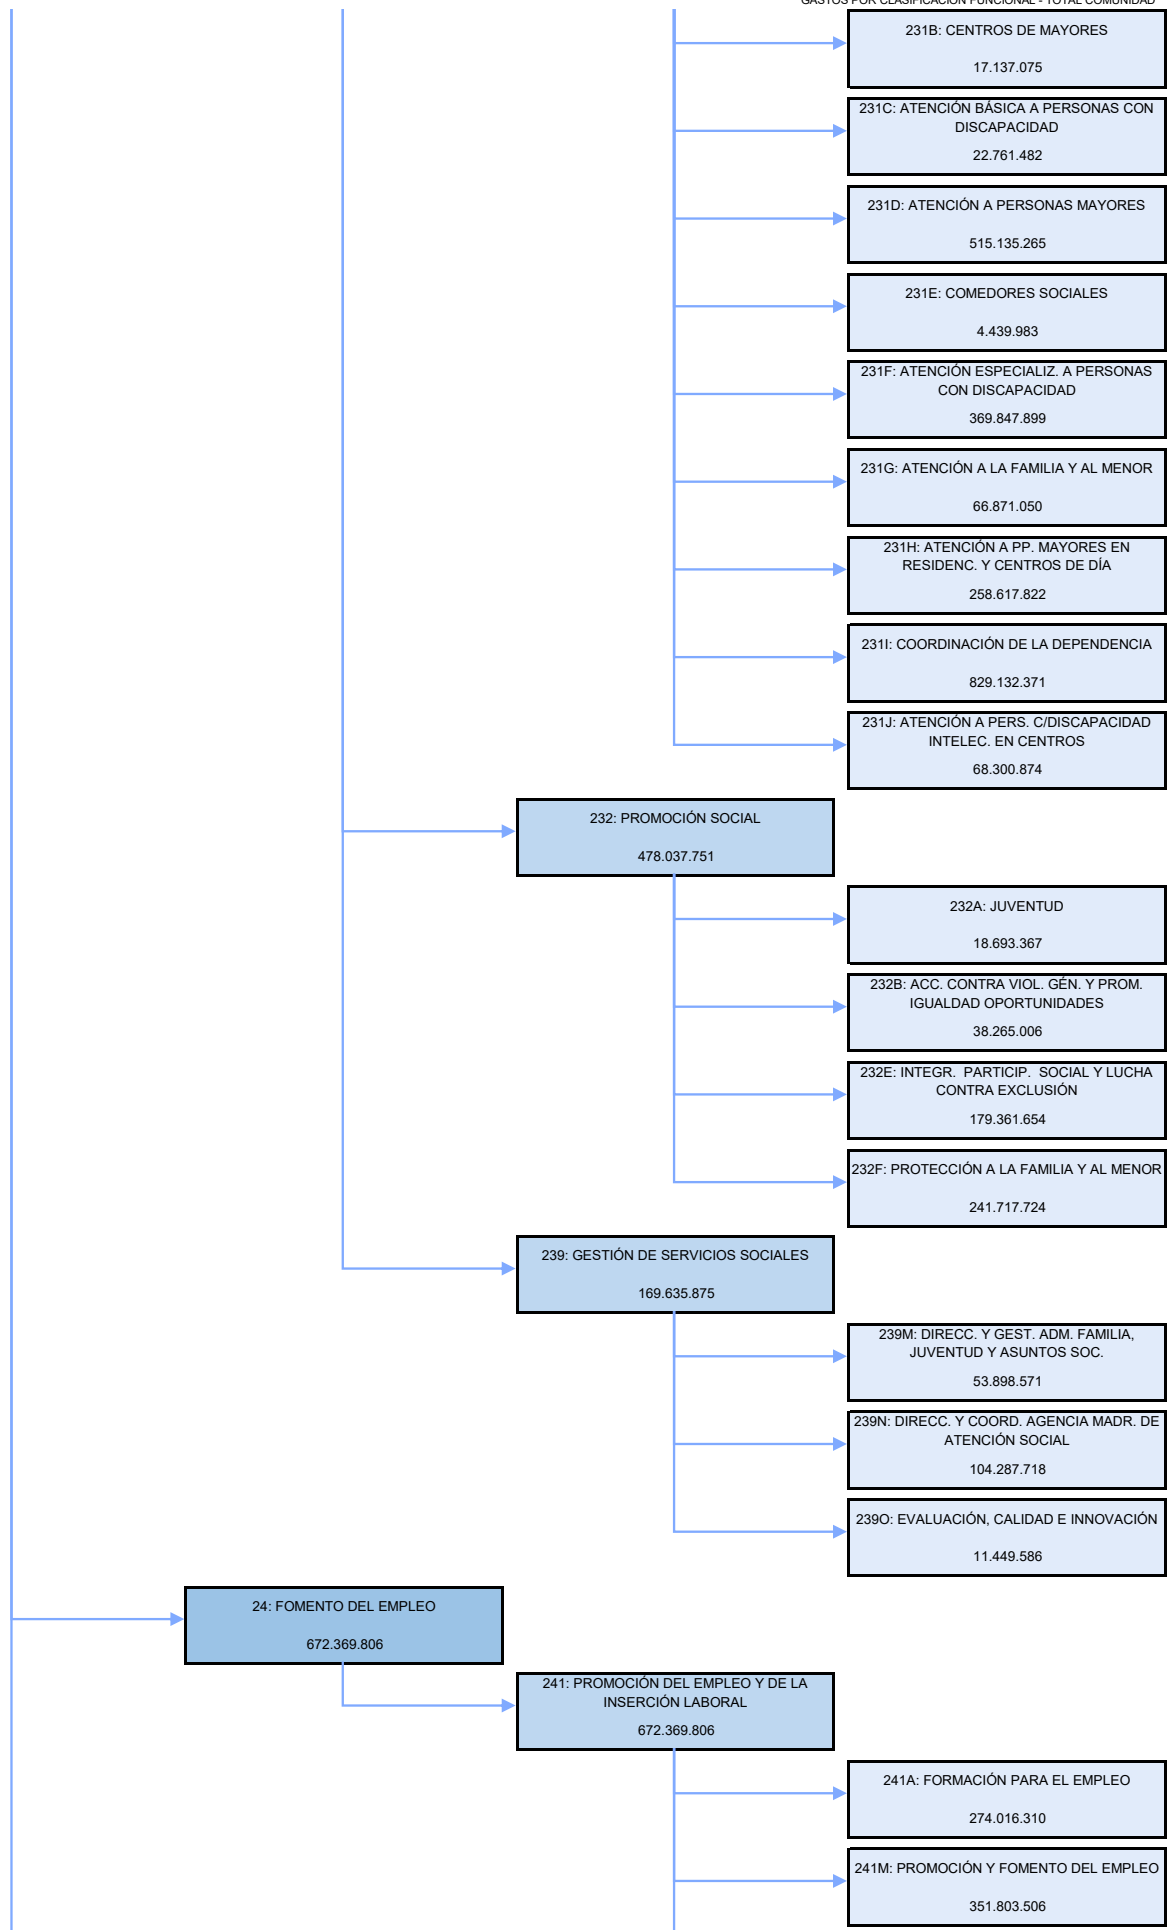 GASTOS POR CLASIFICACIÓN FUNCIONAL - TOTAL COMUNIDAD
231B: CENTROS DE MAYORES
17.137.075
231C: ATENCIÓN BÁSICA A PERSONAS CON
DISCAPACIDAD
22.761.482
231D: ATENCIÓN A PERSONAS MAYORES
515.135.265
231E: COMEDORES SOCIALES
4.439.983
231F: ATENCIÓN ESPECIALIZ. A PERSONAS
CON DISCAPACIDAD
369.847.899
231G: ATENCIÓN A LA FAMILIA Y AL MENOR
66.871.050
231H: ATENCIÓN A PP. MAYORES EN
RESIDENC. Y CENTROS DE DÍA
258.617.822
231I: COORDINACIÓN DE LA DEPENDENCIA
829.132.371
231J: ATENCIÓN A PERS. C/DISCAPACIDAD
INTELEC. EN CENTROS
68.300.874
232: PROMOCIÓN SOCIAL
478.037.751
232A: JUVENTUD
18.693.367
232B: ACC. CONTRA VIOL. GÉN. Y PROM.
IGUALDAD OPORTUNIDADES
38.265.006
232E: INTEGR. PARTICIP. SOCIAL Y LUCHA
CONTRA EXCLUSIÓN
179.361.654
232F: PROTECCIÓN A LA FAMILIA Y AL MENOR
241.717.724
239: GESTIÓN DE SERVICIOS SOCIALES
169.635.875
239M: DIRECC. Y GEST. ADM. FAMILIA,
JUVENTUD Y ASUNTOS SOC.
53.898.571
239N: DIRECC. Y COORD. AGENCIA MADR. DE
ATENCIÓN SOCIAL
104.287.718
239O: EVALUACIÓN, CALIDAD E INNOVACIÓN
11.449.586
24: FOMENTO DEL EMPLEO
672.369.806
241: PROMOCIÓN DEL EMPLEO Y DE LA
INSERCIÓN LABORAL
672.369.806
241A: FORMACIÓN PARA EL EMPLEO
274.016.310
241M: PROMOCIÓN Y FOMENTO DEL EMPLEO
351.803.506